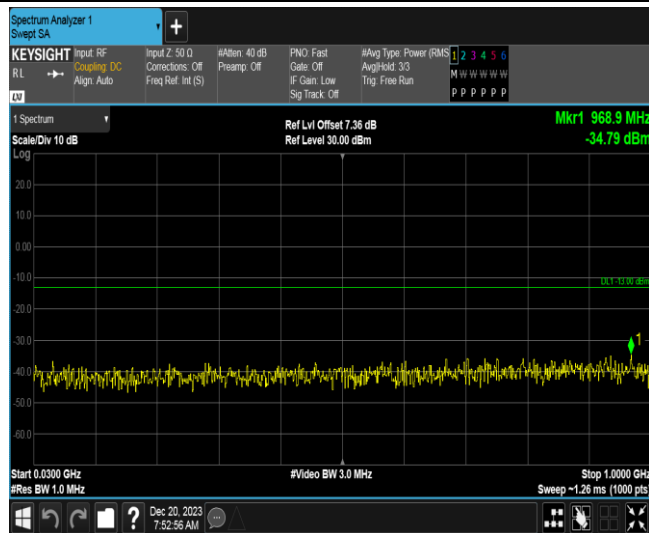 Spectrum Analyzer 1
Swept SA
+
KEYSIGHT
RL
LXI
Input: RF
Coupling: DC
Align: Auto
Input Z: 50 Ω
Corrections: Off
Freq Ref: Int (S)
#Atten: 40 dB
Preamp: Off
PNO: Fast
Gate: Off
IF Gain: Low
Sig Track: Off
#Avg Type: Power (RMS
Avg|Hold: 3/3
Trig: Free Run
1 2 3 4 5 6
M W W W W W
P P P P P P
1 Spectrum
Scale/Div 10 dB
Log
Ref Lvl Offset 7.36 dB
Ref Level 30.00 dBm
Mkr1 968.9 MHz
-34.79 dBm
20.0
10.0
0.00
-10.0
DL1 -13.00 dBm
-20.0
-30.0
1
-40.0
-50.0
-60.0
Start 0.0300 GHz
#Res BW 1.0 MHz
#Video BW 3.0 MHz
Stop 1.0000 GHz
Sweep ~1.26 ms (1000 pts)
?
Dec 20, 2023
7:52:56 AM